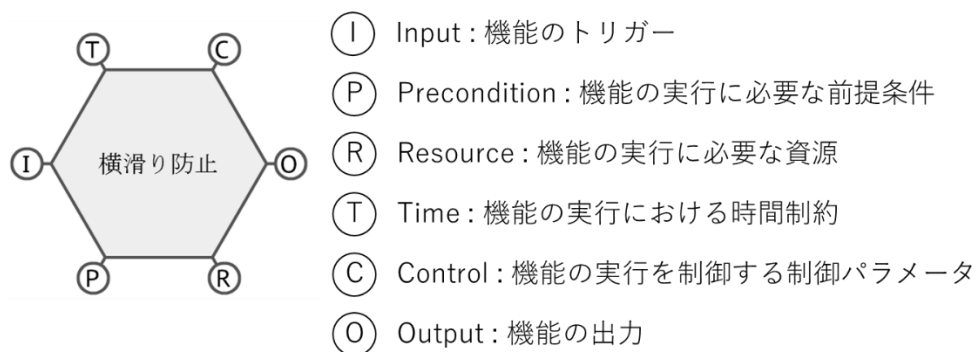 T
C
I
横滑り防止
O
P
R
I Input : 機能のトリガー
P Precondition : 機能の実行に必要な前提条件
R Resource : 機能の実行に必要な資源
T Time : 機能の実行における時間制約
C Control : 機能の実行を制御する制御パラメータ
O Output : 機能の出力